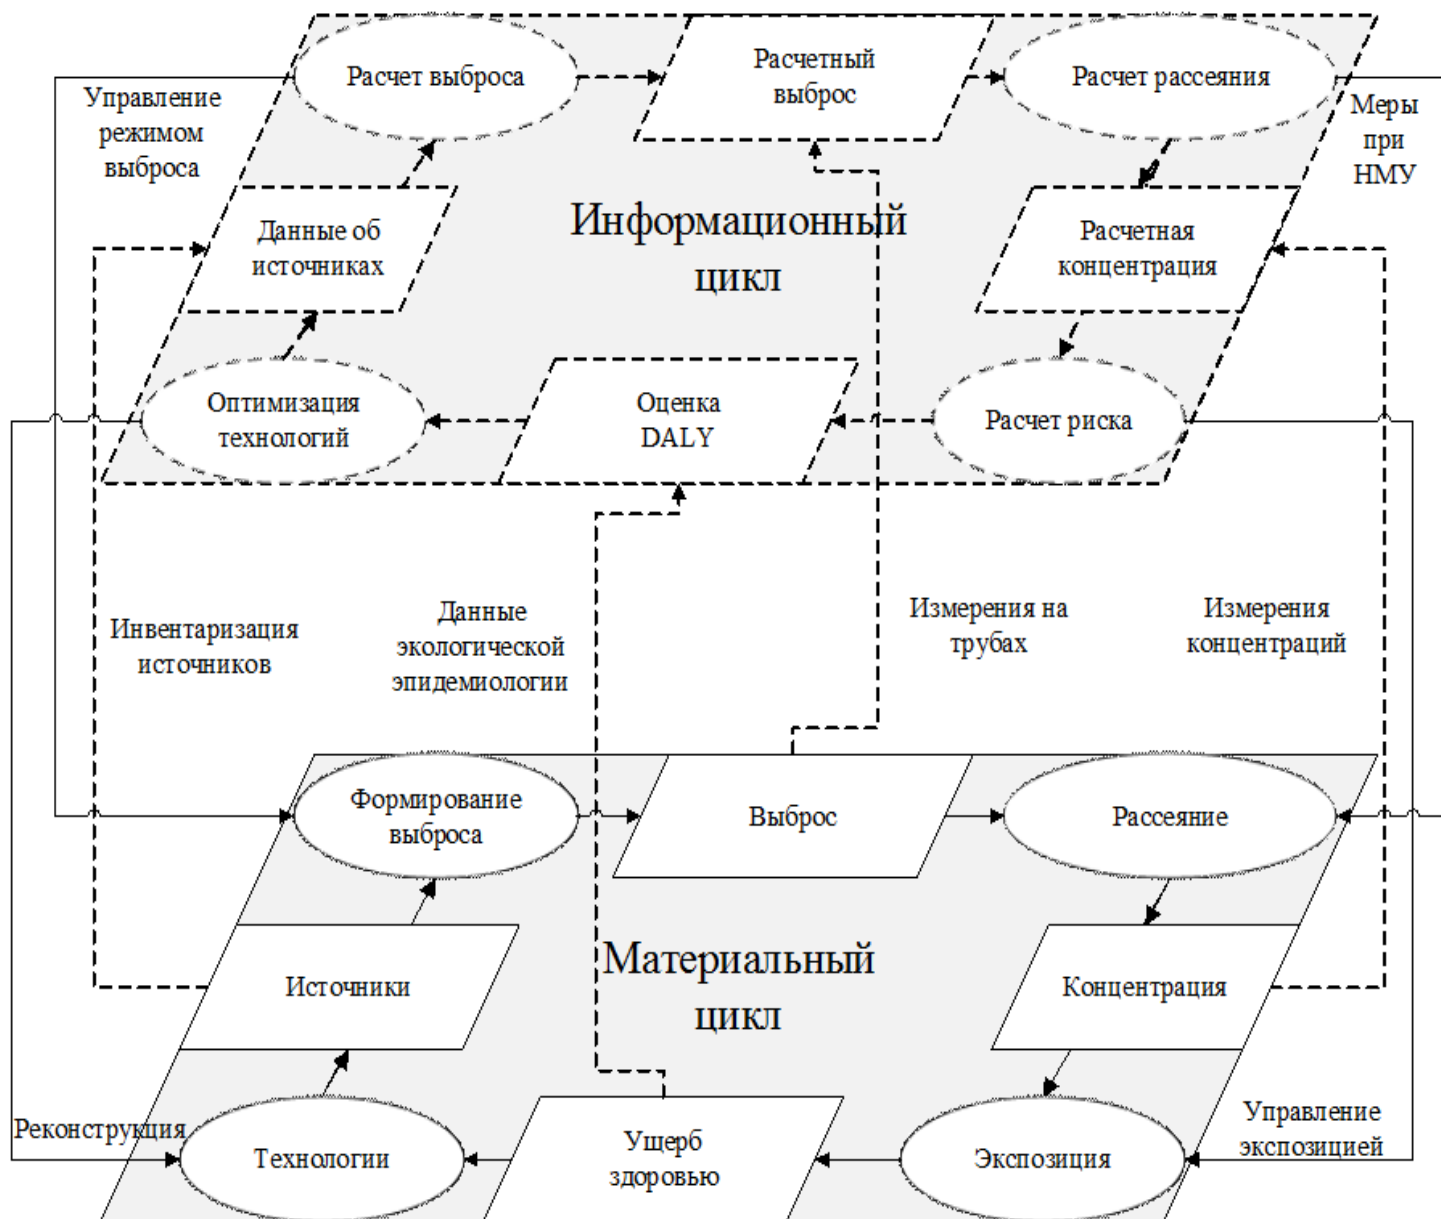 Расчет выброса
Расчетный
выброс
Расчет рассеяния
Управление
режимом
выброса
Меры
при
НМУ
Данные об
источниках
Информационный
цикл
Расчетная
концентрация
Оптимизация
технологий
Оценка
DALY
Расчет риска
Инвентаризация
источников
Данные
экологической
эпидемиологии
Измерения на
трубах
Измерения
концентраций
Формирование
выброса
Выброс
Рассеяние
Источники
Материальный
цикл
Концентрация
Реконструкция
Технологии
Ущерб
здоровью
Экспозиция
Управление
экспозицией